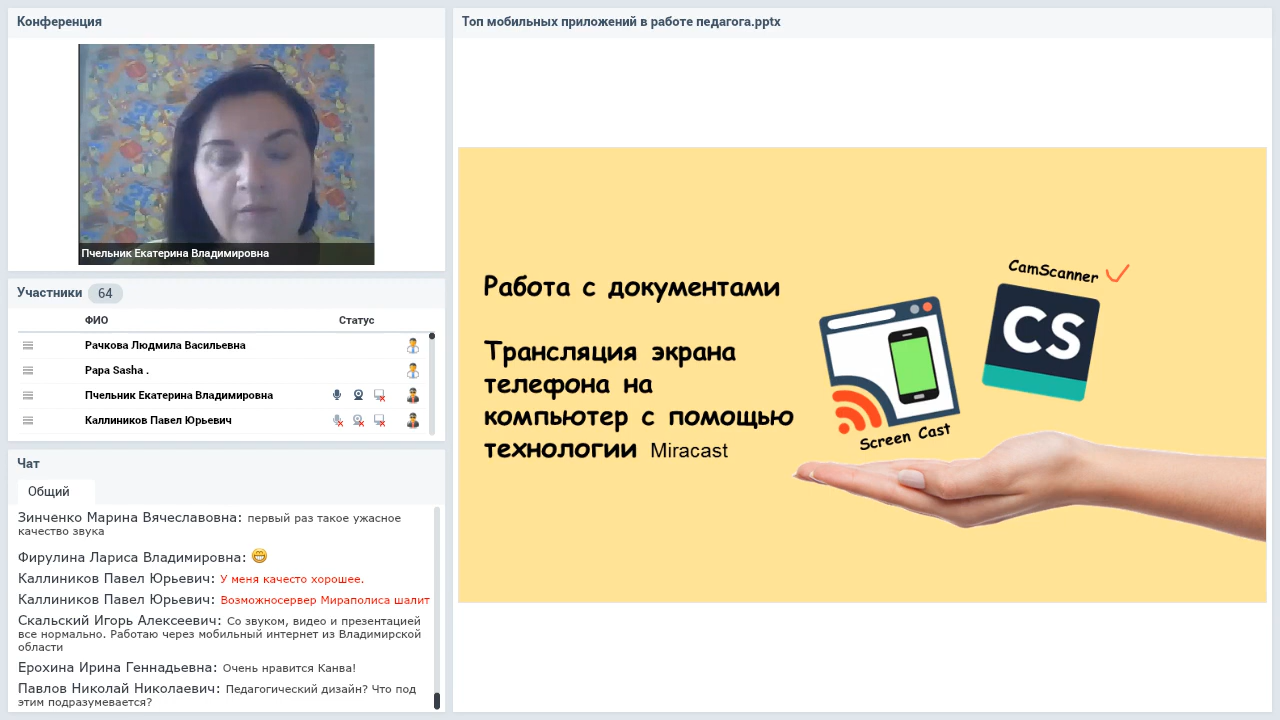 Конференция
Пчельник Екатерина Владимировна
Участники 64
ФИО Статус
Рачкова Людмила Васильевна
Papa Sasha .
Пчельник Екатерина Владимировна
Каллиников Павел Юрьевич
Чат
Общий
Зинченко Марина Вячеславовна: первый раз такое ужасное
качество звука
Фирулина Лариса Владимировна:
Каллиников Павел Юрьевич: У меня качесто хорошее.
Каллиников Павел Юрьевич: Возможносервер Мираполиса шалит
Скальский Игорь Алексеевич: Со звуком, видео и презентацией
все нормально. Работаю через мобильный интернет из Владимирской
области
Ерохина Ирина Геннадьевна: Очень нравится Канва!
Павлов Николай Николаевич: Педагогический дизайн? Что под
этим подразумевается?
Топ мобильных приложений в работе педагога.pptx
Работа с документами
Трансляция экрана
телефона на
компьютер с помощью
технологии Miracast
Screen Cast
CamScanner
CS